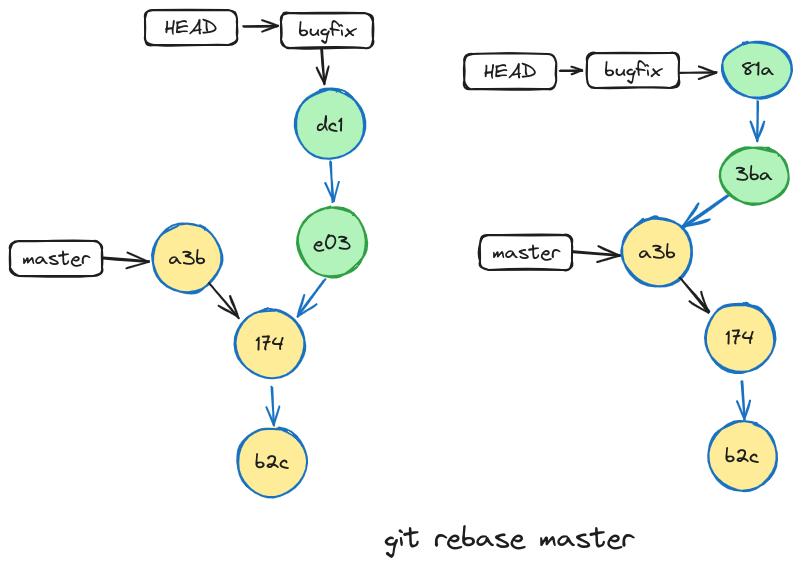 HEAD
bugfix
dc1
e03
master
a3b
174
b2c
HEAD
bugfix
81a
3ba
master
a3b
174
b2c
git rebase master